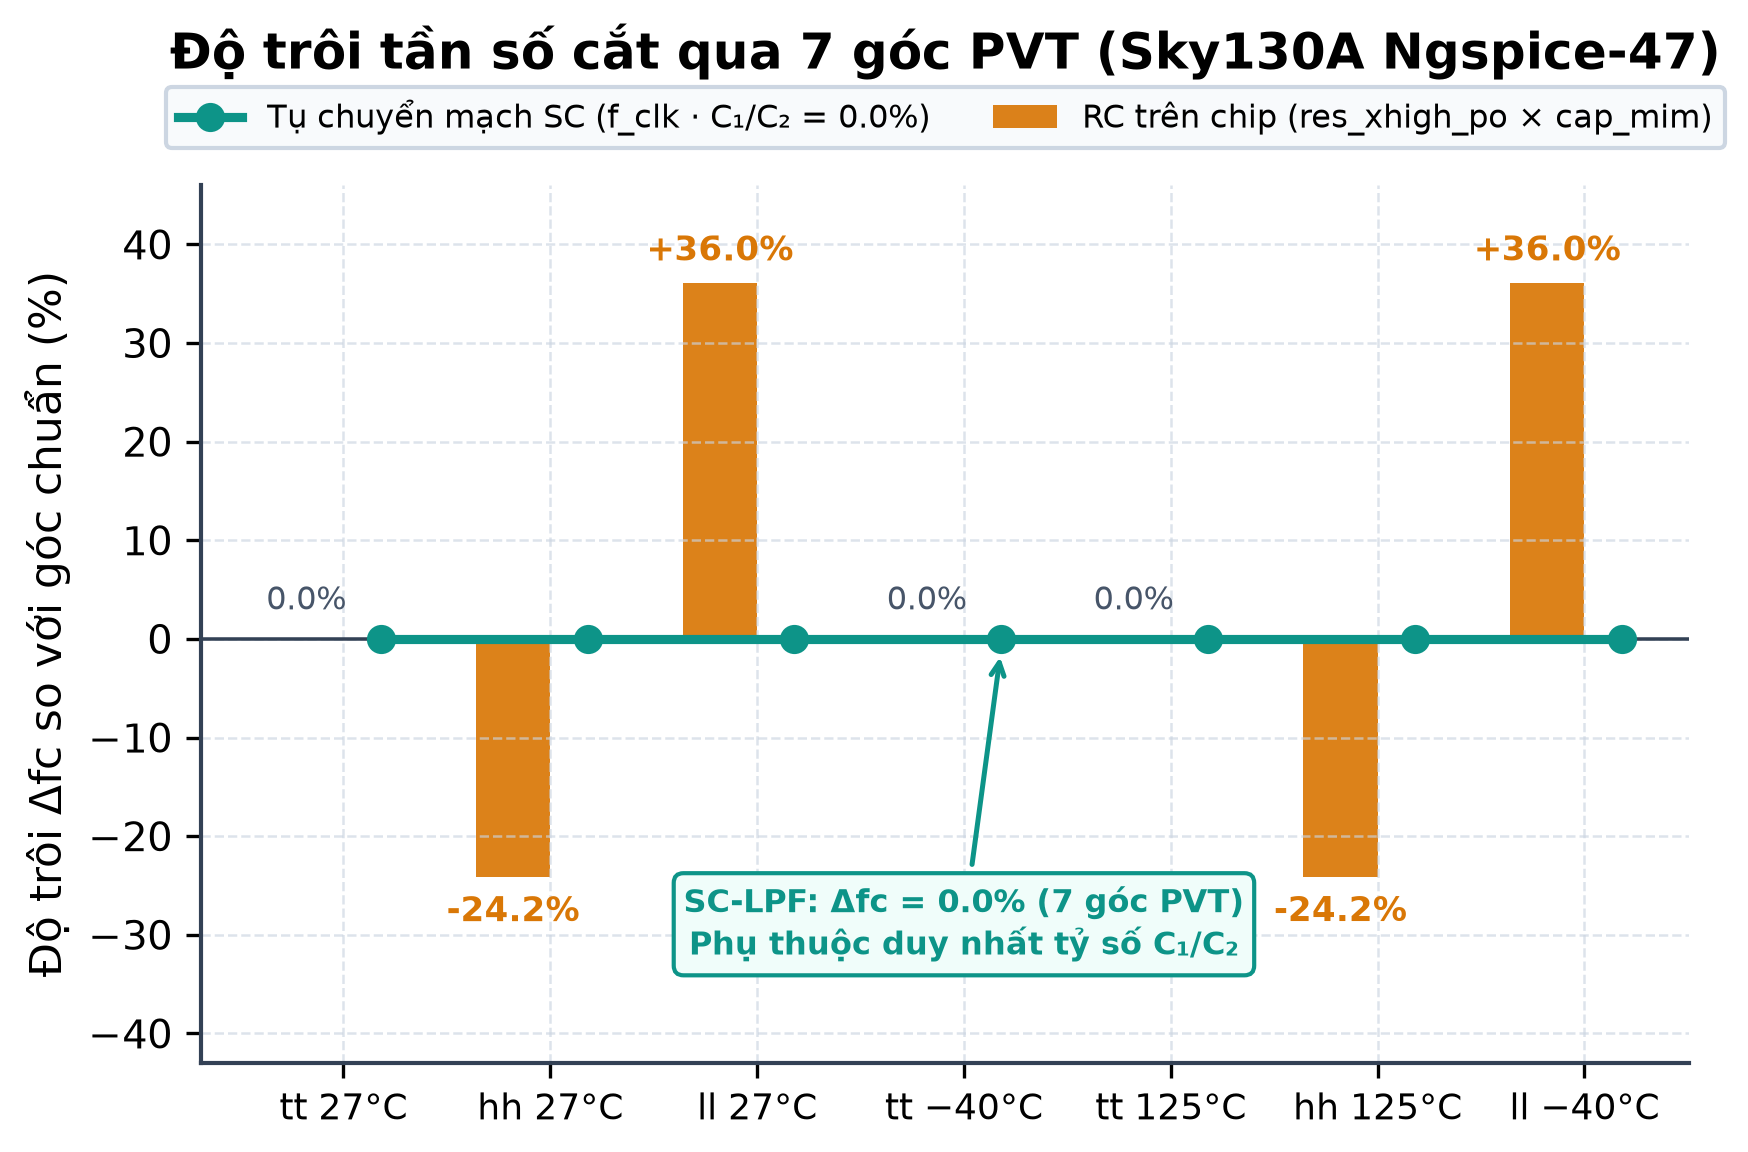 Độ trôi tần số cắt qua 7 góc PVT (Sky130A Ngspice-47)
Tụ chuyển mạch SC (f_clk · C₁/C₂ = 0.0%)
RC trên chip (res_xhigh_po × cap_mim)
Độ trôi Δfc so với góc chuẩn (%)
40
30
20
10
0
−10
−20
−30
−40
0.0%
-24.2%
+36.0%
0.0%
0.0%
-24.2%
+36.0%
SC-LPF: Δfc = 0.0% (7 góc PVT)
Phụ thuộc duy nhất tỷ số C₁/C₂
tt 27°C
hh 27°C
ll 27°C
tt −40°C
tt 125°C
hh 125°C
ll −40°C